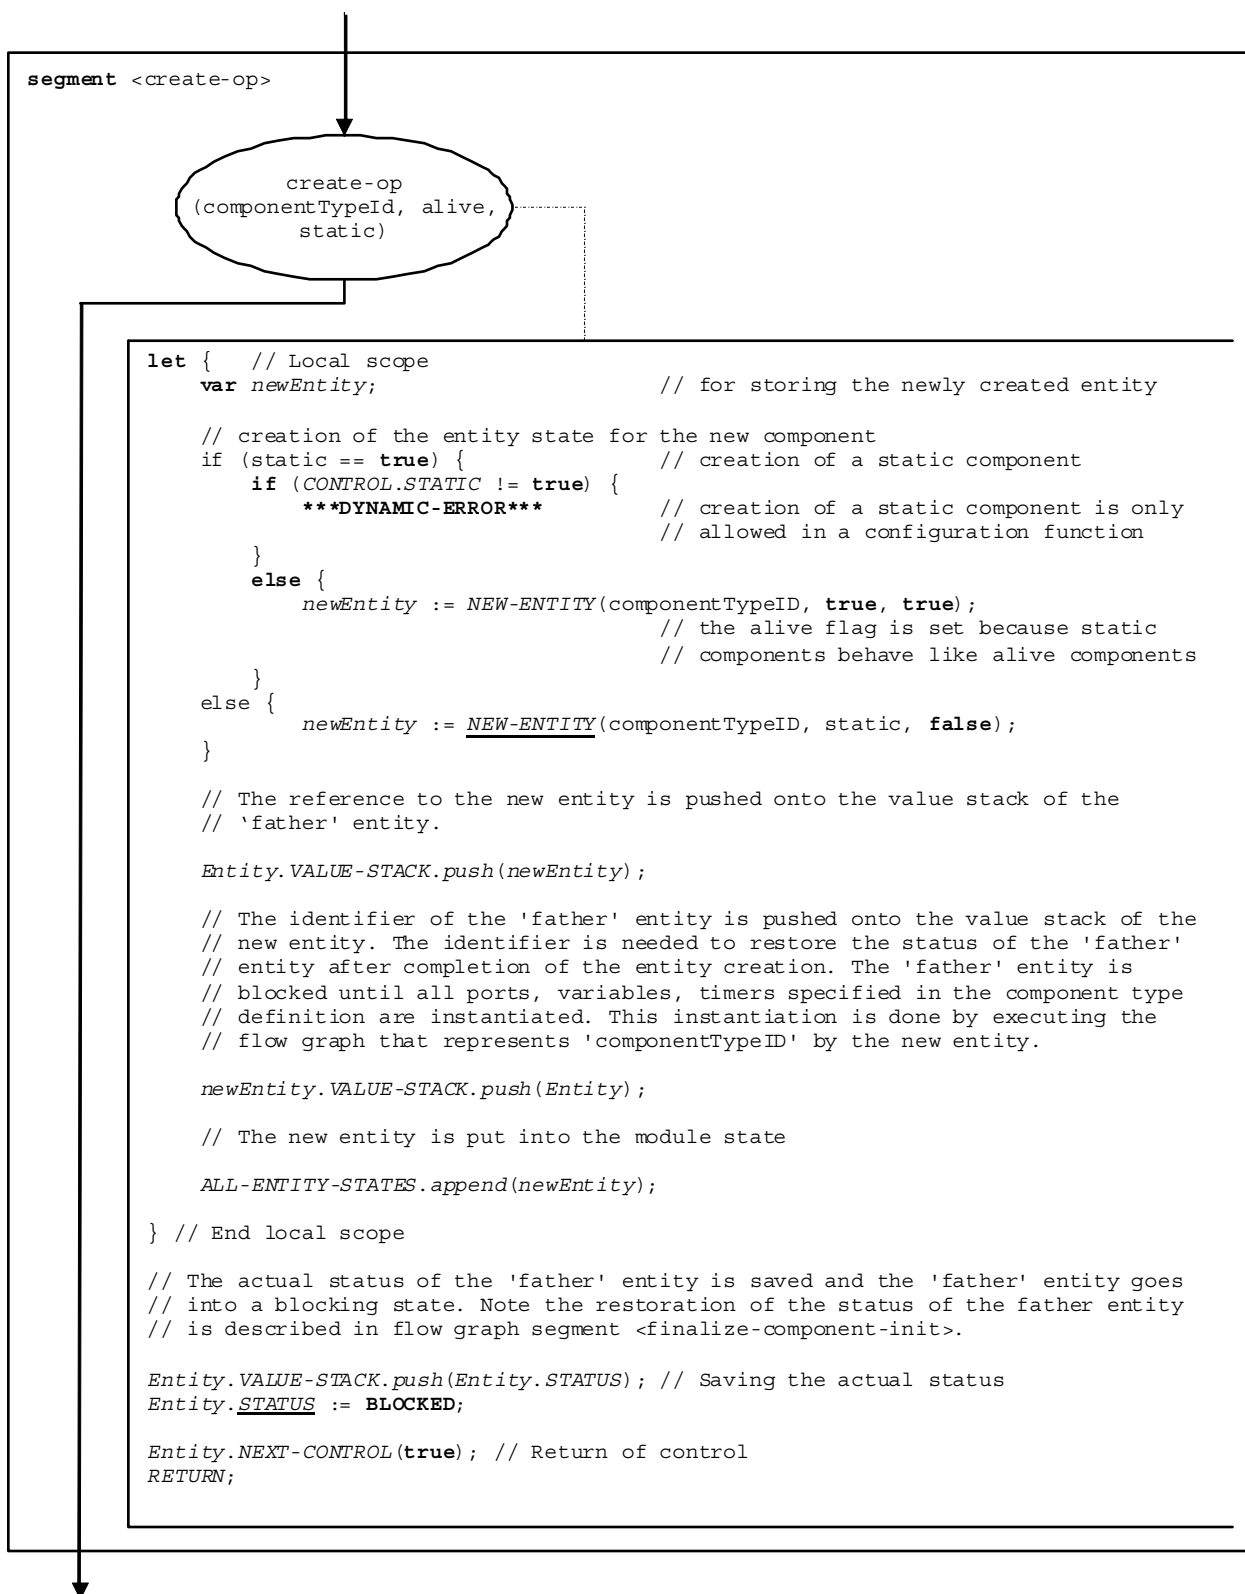 segment <create-op>
create-op
(componentTypeId, alive,
static)
let {   // Local scope
var newEntity;                       // for storing the newly created entity
// creation of the entity state for the new component
if (static == true) {                // creation of a static component
if (CONTROL.STATIC != true) {
***DYNAMIC-ERROR***          // creation of a static component is only
// allowed in a configuration function
}
else {
newEntity := NEW-ENTITY(componentTypeID, true, true);
// the alive flag is set because static
// components behave like alive components
}
else {
newEntity := NEW-ENTITY(componentTypeID, static, false);
}
// The reference to the new entity is pushed onto the value stack of the
// ‘father' entity.
Entity.VALUE-STACK.push(newEntity);
// The identifier of the 'father' entity is pushed onto the value stack of the
// new entity. The identifier is needed to restore the status of the 'father'
// entity after completion of the entity creation. The 'father' entity is
// blocked until all ports, variables, timers specified in the component type
// definition are instantiated. This instantiation is done by executing the
// flow graph that represents 'componentTypeID' by the new entity.
newEntity.VALUE-STACK.push(Entity);
// The new entity is put into the module state
ALL-ENTITY-STATES.append(newEntity);
} // End local scope
// The actual status of the 'father' entity is saved and the 'father' entity goes
// into a blocking state. Note the restoration of the status of the father entity
// is described in flow graph segment <finalize-component-init>.
Entity.VALUE-STACK.push(Entity.STATUS); // Saving the actual status
Entity.STATUS := BLOCKED;
Entity.NEXT-CONTROL(true); // Return of control
RETURN;